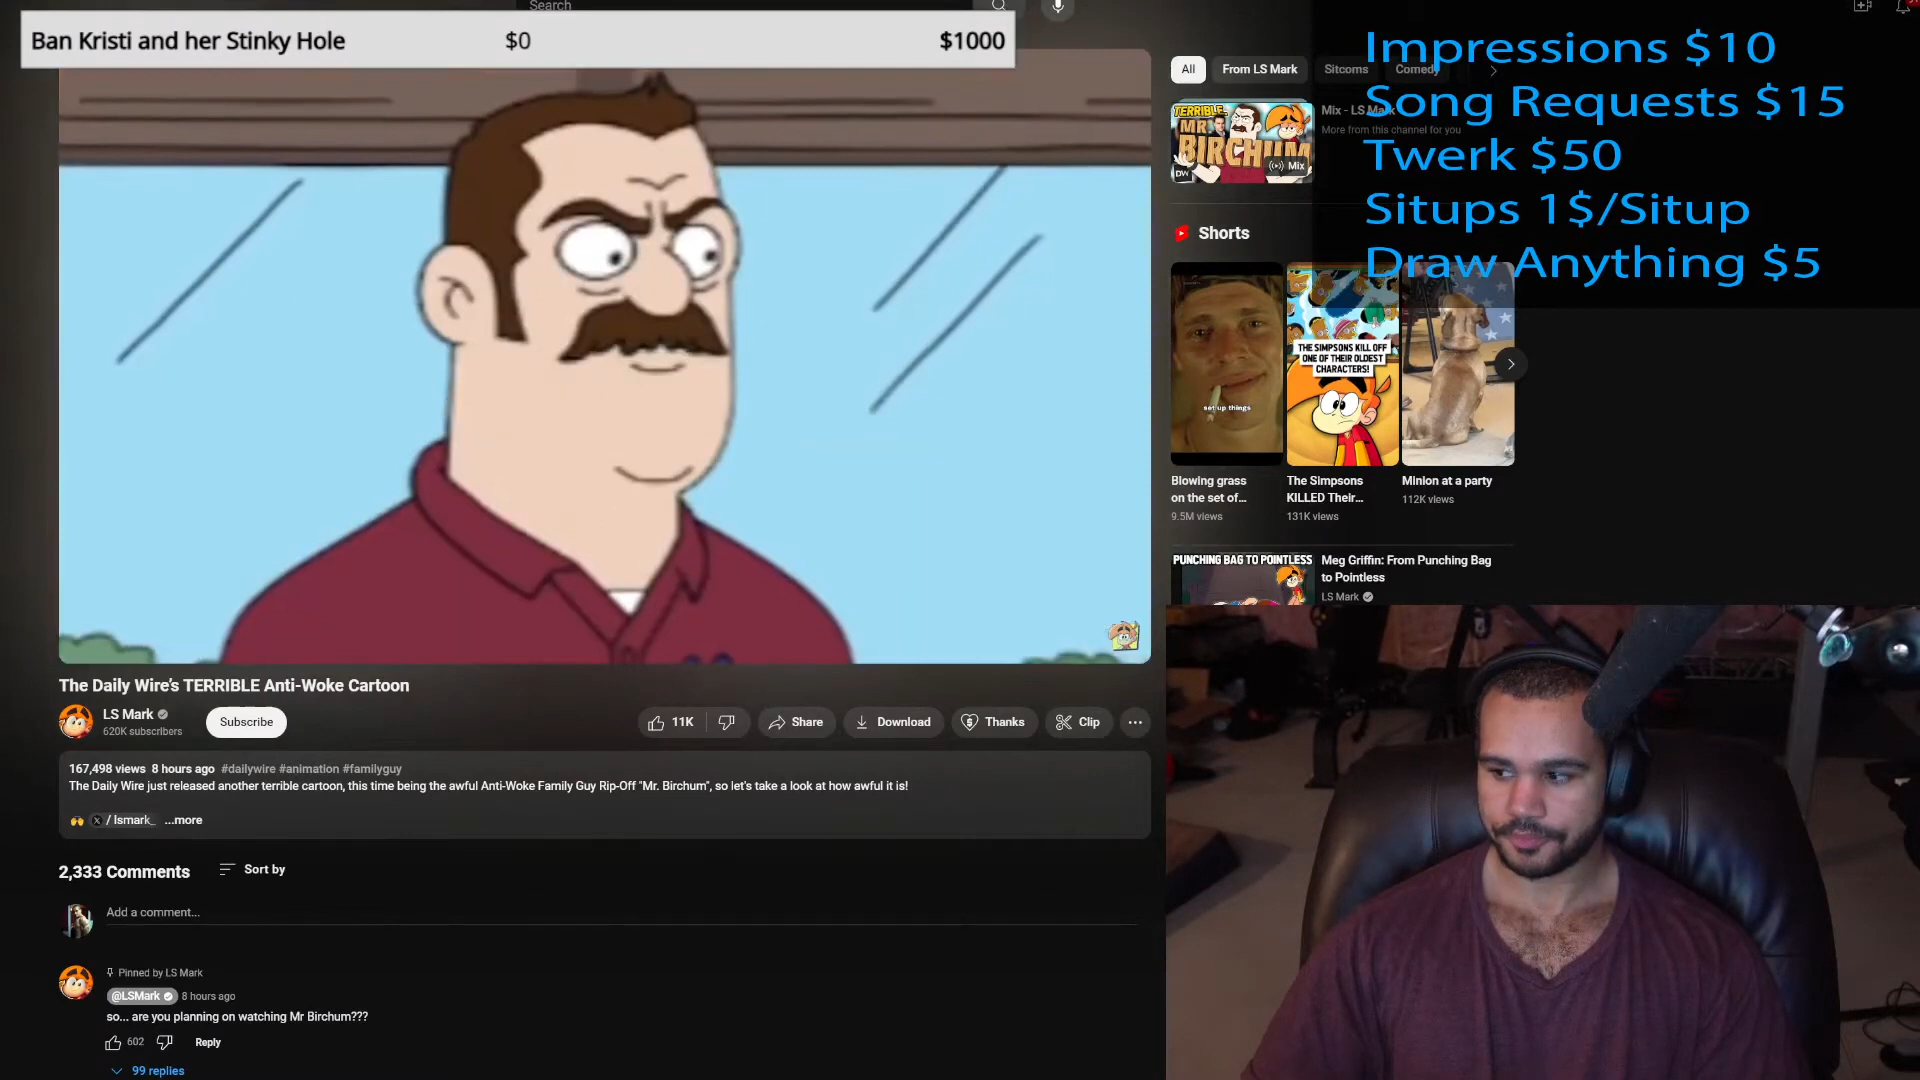 Search
Ban Kristi and her Stinky Hole $0 $1000
Impressions $10
Song Requests $15
Twerk $50
Situps 1$/Situp
Draw Anything $5
All From LS Mark Sitcoms Comedy
TERRIBLE
MR
BIRCHUM
DW
Mix
Mix - LS Mark
More from this channel for you
Shorts
set up things
THE SIMPSONS KILL OFF
ONE OF THEIR OLDEST
CHARACTERS!
Blowing grass
on the set of...
9.5M views
The Simpsons
KILLED Their...
131K views
Minion at a party
112K views
PUNCHING BAG TO POINTLESS
Meg Griffin: From Punching Bag
to Pointless
LS Mark
The Daily Wire's TERRIBLE Anti-Woke Cartoon
LS Mark
620K subscribers
Subscribe
11K
Share
Download
Thanks
Clip
167,498 views 8 hours ago #dailywire #animation #familyguy
The Daily Wire just released another terrible cartoon, this time being the awful Anti-Woke Family Guy Rip-Off "Mr. Birchum", so let's take a look at how awful it is!
X / lsmark_ ...more
2,333 Comments Sort by
Add a comment...
Pinned by LS Mark
@LSMark 8 hours ago
so... are you planning on watching Mr Birchum???
602 Reply
99 replies